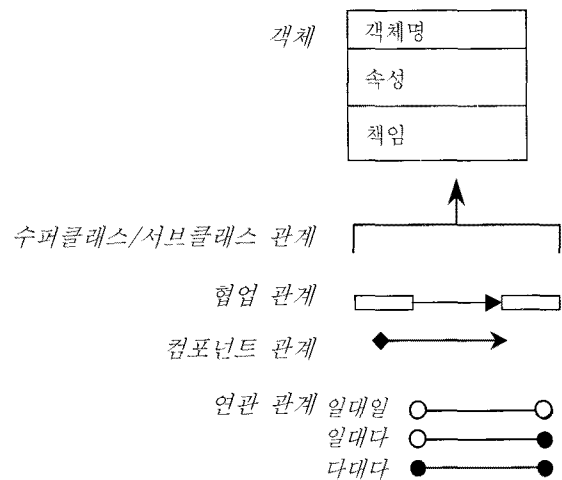 객체
객체명
속성
책임
수퍼클래스/서브클래스 관계
협업 관계
컴포넌트 관계
연관 관계 일대일
일대다
다대다